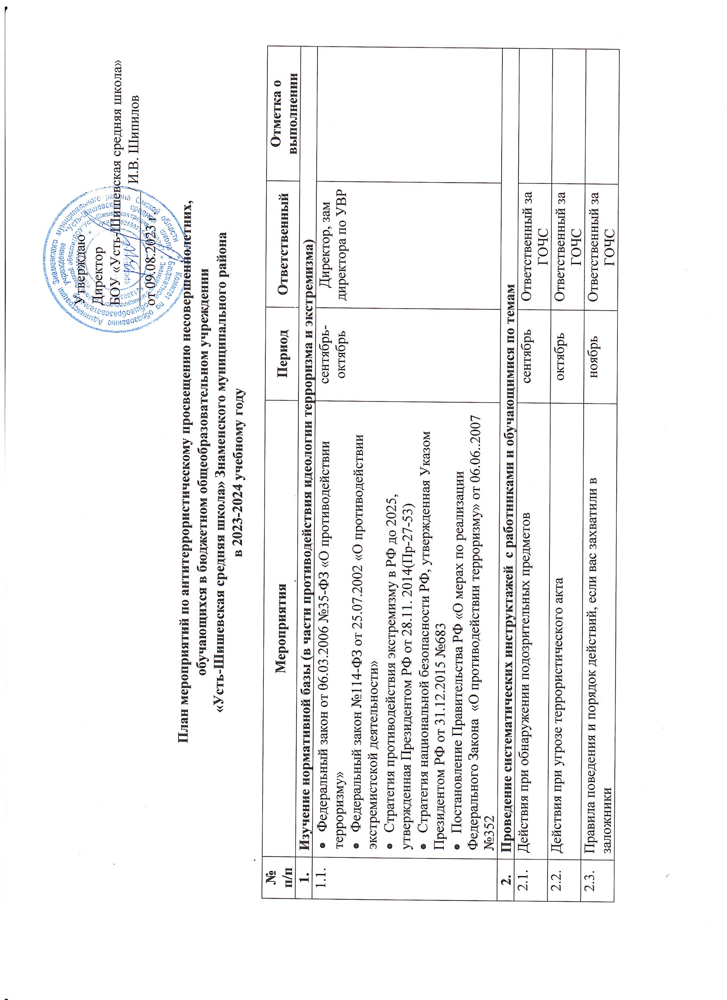 Утверждаю
Директор
БОУ «Усть-Шишевская средняя школа»
/ И.В. Шипилов
от 09.08.2023 г.
План мероприятий по антитеррористическому просвещению несовершеннолетних,
обучающихся в бюджетном общеобразовательном учреждении
«Усть-Шишевская средняя школа» Знаменского муниципального района
в 2023-2024 учебному году
№ п/п
Мероприятия
Период
Ответственный
Отметка о
выполнении
1. Изучение нормативной базы (в части противодействия идеологии терроризма и экстремизма)
1.1.
• Федеральный закон от 06.03.2006 №35-ФЗ «О противодействии
терроризму»
• Федеральный закон №114-ФЗ от 25.07.2002 «О противодействии
экстремистской деятельности»
• Стратегия противодействия экстремизму в РФ до 2025,
утвержденная Президентом РФ от 28.11. 2014(Пр-27-53)
• Стратегия национальной безопасности РФ, утвержденная Указом
Президентом РФ от 31.12.2015 №683
• Постановление Правительства РФ «О мерах по реализации
Федерального Закона «О противодействии терроризму» от 06.06..2007
№352
сентябрь-
октябрь
Директор, зам
директора по УВР
2. Проведение систематических инструктажей с работниками и обучающимися по темам
2.1. Действия при обнаружении подозрительных предметов
сентябрь
Ответственный за
ГОЧС
2.2. Действия при угрозе террористического акта
октябрь
Ответственный за
ГОЧС
2.3. Правила поведения и порядок действий, если вас захватили в
заложники
ноябрь
Ответственный за
ГОЧС